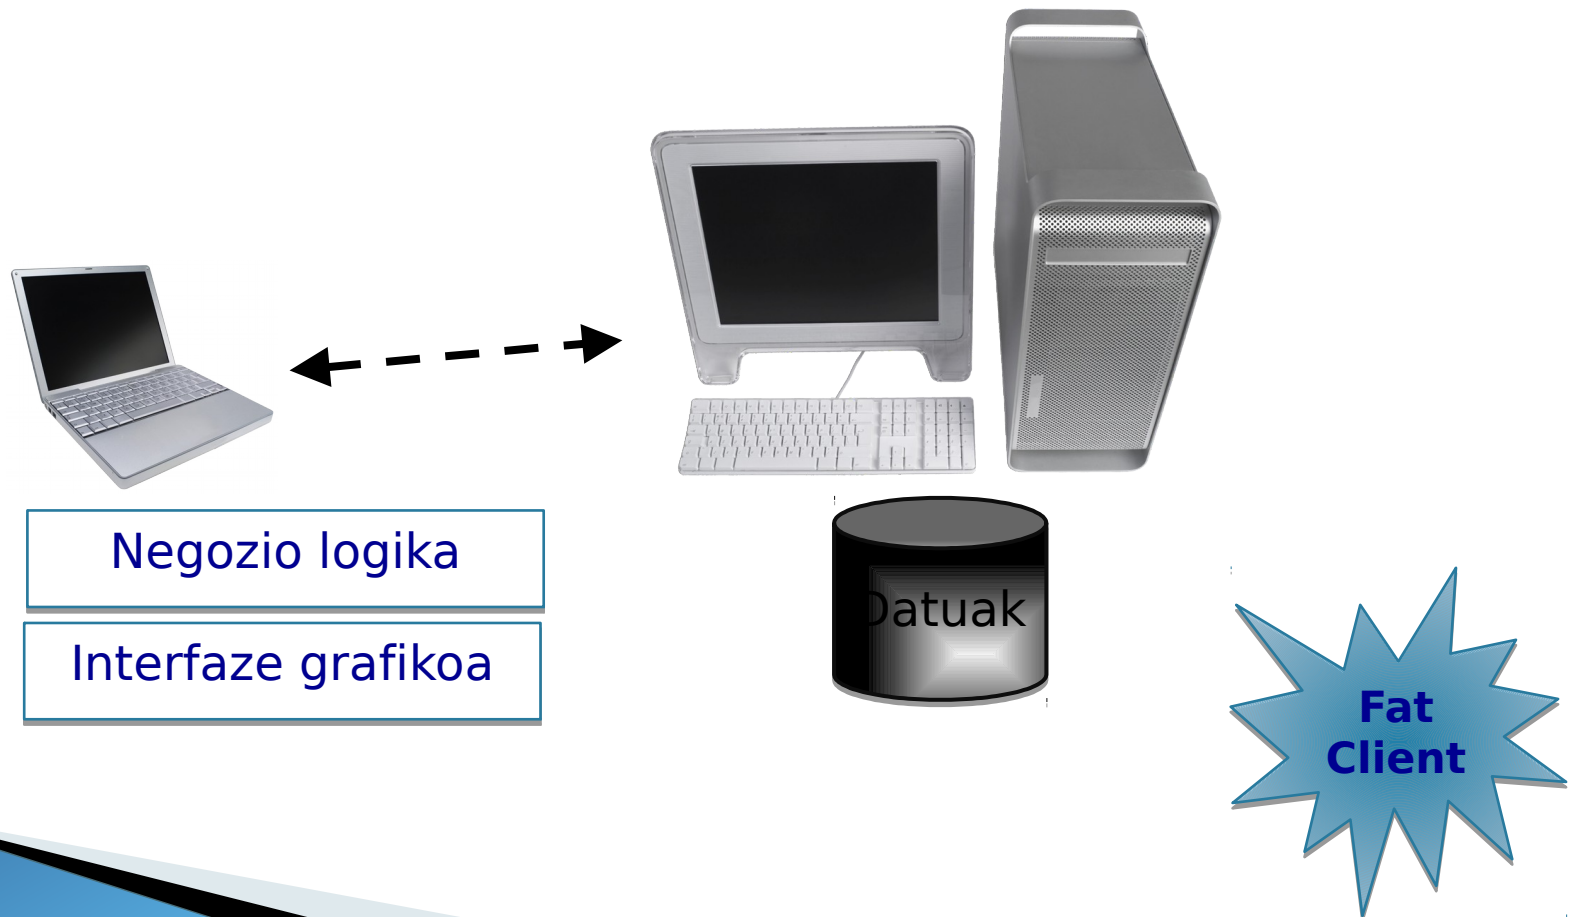 Negozio logika
Interfaze grafikoa
Datuak
Fat
Client